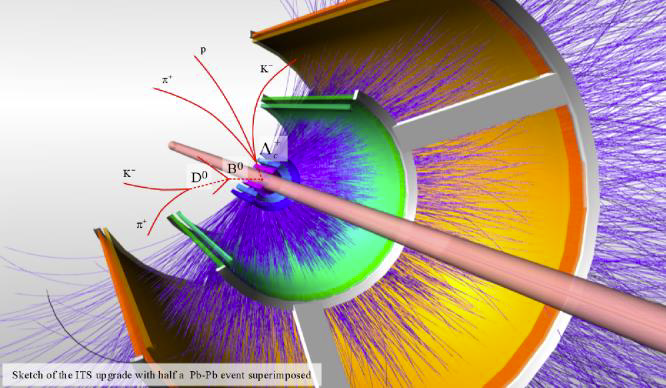 p
K⁻
π⁺
Λc⁺
B⁰
D⁰
K⁻
π⁺
Sketch of the ITS upgrade with half a Pb-Pb event superimposed